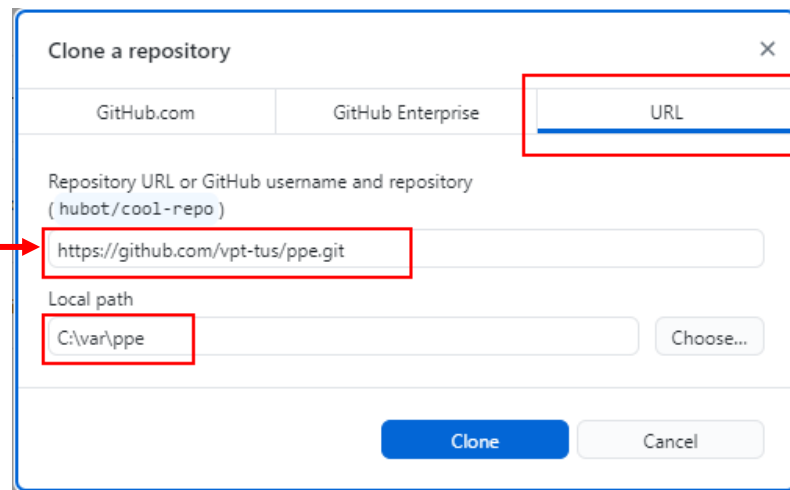 Clone a repository
GitHub.com
GitHub Enterprise
URL
Repository URL or GitHub username and repository
( hubot/cool-repo )
https://github.com/vpt-tus/ppe.git
Local path
C:\var\ppe
Choose...
Clone
Cancel